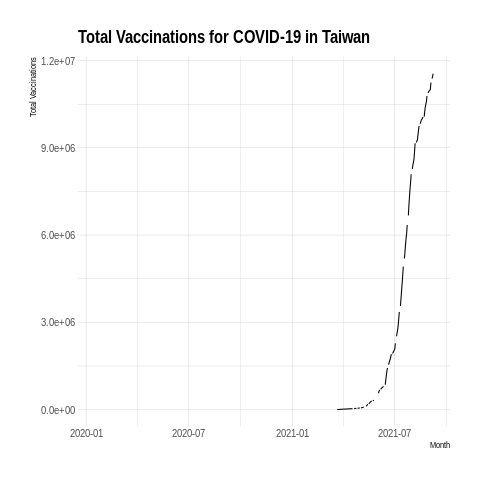 Total Vaccinations for COVID-19 in Taiwan
Total Vaccinations
1.2e+07
9.0e+06
6.0e+06
3.0e+06
0.0e+00
2020-01
2020-07
2021-01
2021-07
Month